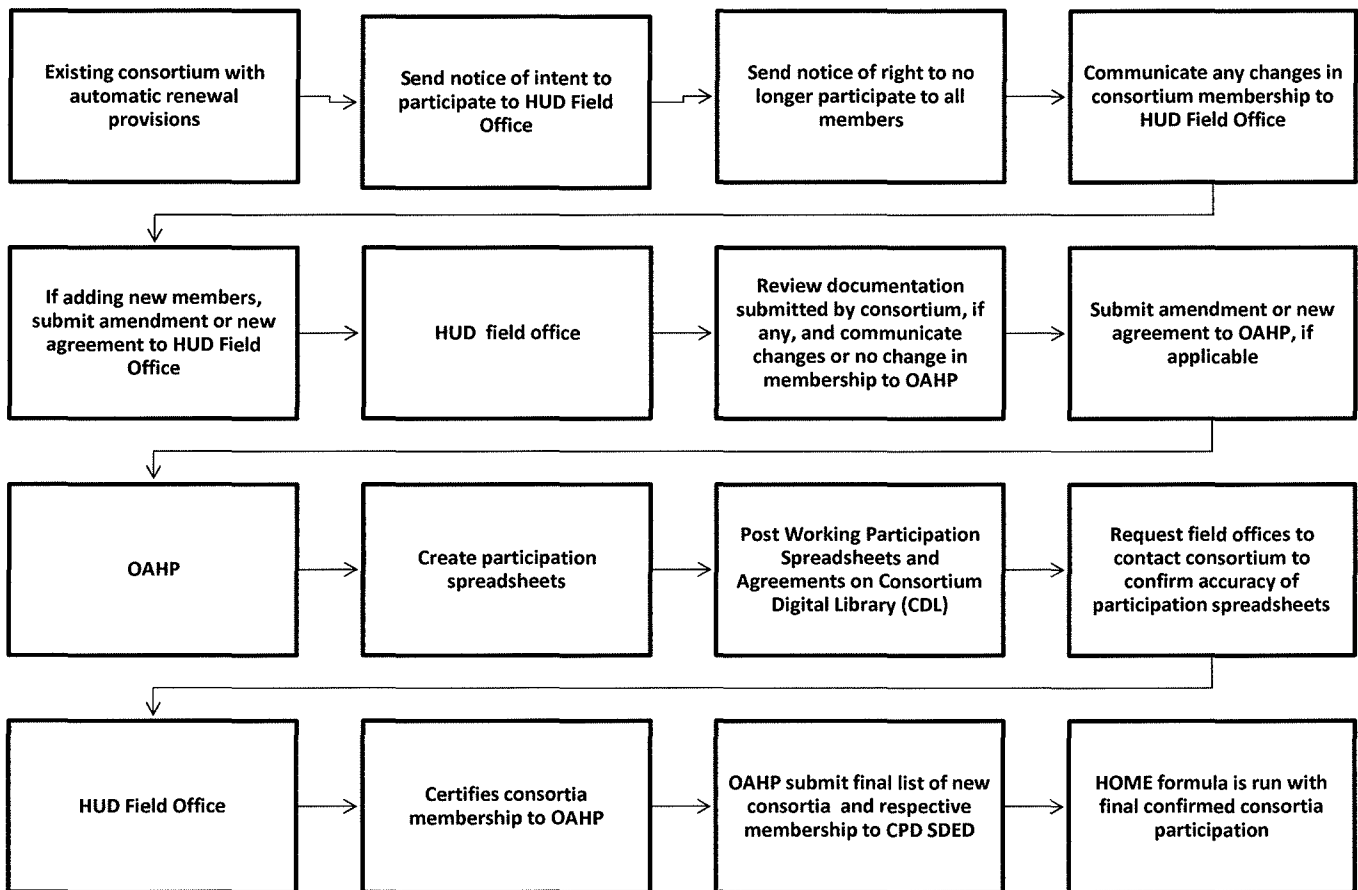 Existing consortium with
automatic renewal
provisions
Send notice of intent to
participate to HUD Field
Office
Send notice of right to no
longer participate to all
members
Communicate any changes in
consortium membership to
HUD Field Office
If adding new members,
submit amendment or new
agreement to HUD Field
Office
HUD field office
Review documentation
submitted by consortium, if
any, and communicate
changes or no change in
membership to OAHP
Submit amendment or new
agreement to OAHP, if
applicable
OAHP
Create participation
spreadsheets
Post Working Participation
Spreadsheets and
Agreements on Consortium
Digital Library (CDL)
Request field offices to
contact consortium to
confirm accuracy of
participation spreadsheets
HUD Field Office
Certifies consortia
membership to OAHP
OAHP submit final list of new
consortia and respective
membership to CPD SDED
HOME formula is run with
final confirmed consortia
participation